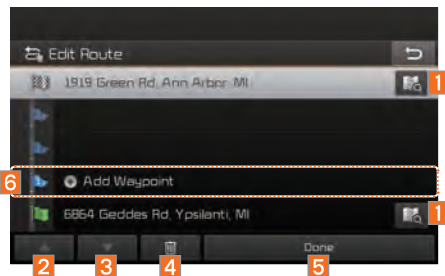 Edit Route
1919 Green Rd, Ann Arbor, MI
1
6
Add Waypoint
6864 Geddes Rd, Ypsilanti, MI
1
Done
2
3
4
5